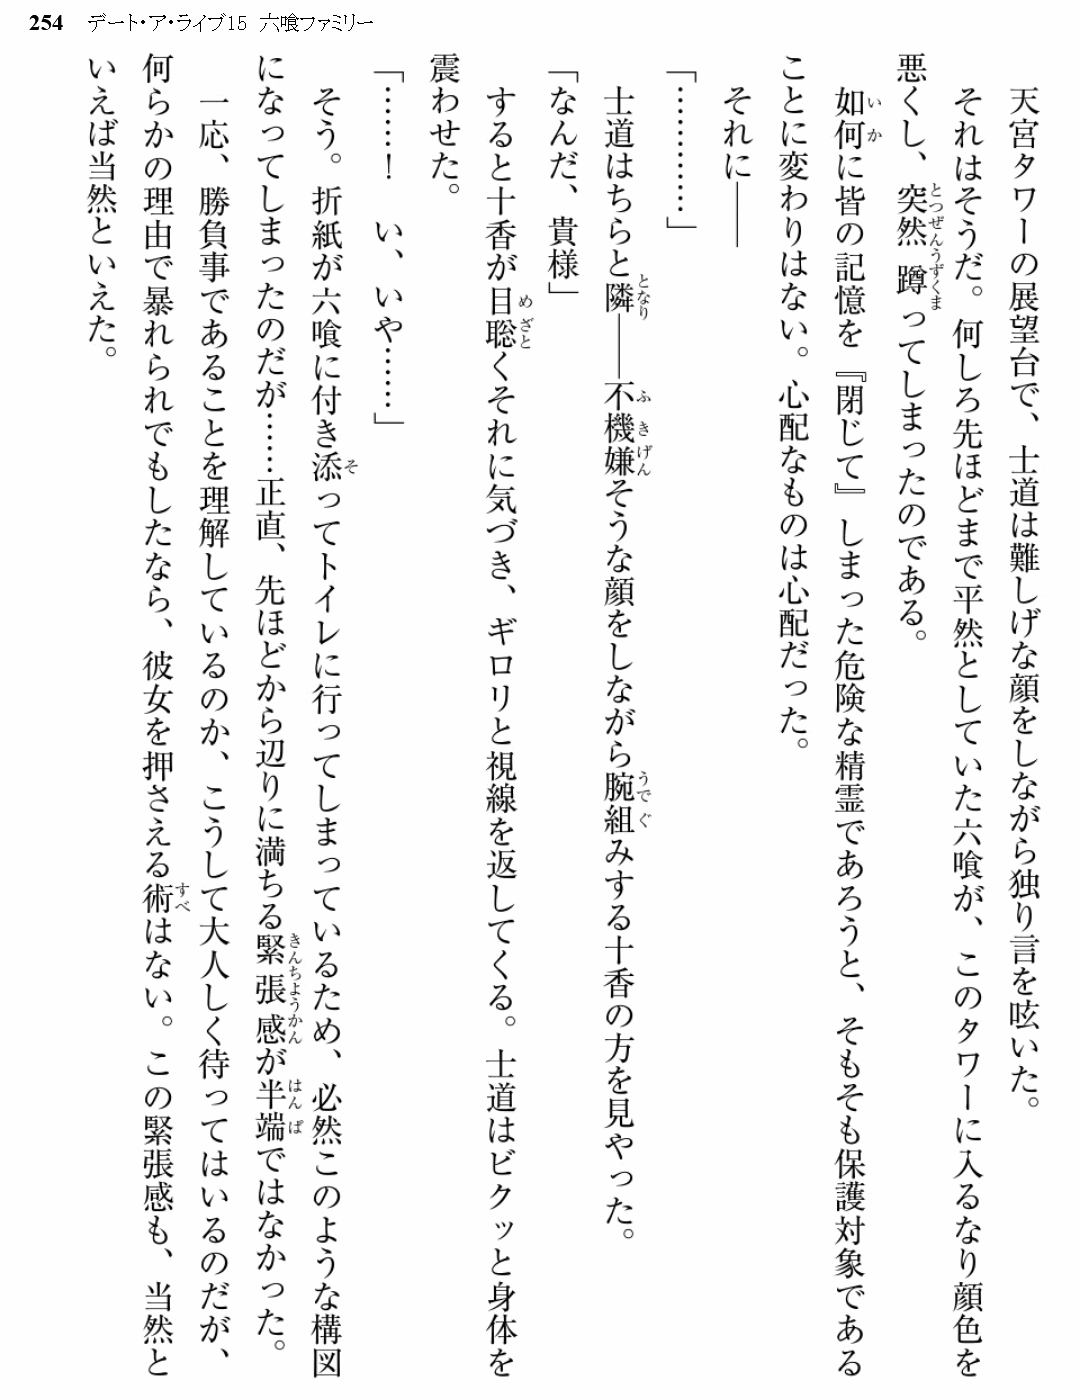 254 デート・ア・ライブ15 六喰ファミリー
　天宮タワーの展望台で、士道は難しげな顔をしながら独り言を呟いた。
　それはそうだ。何しろ先ほどまで平然としていた六喰が、このタワーに入るなり顔色を
悪くし、突然蹲ってしまったのである。
　如何に皆の記憶を『閉じて』しまった危険な精霊であろうと、そもそも保護対象である
ことに変わりはない。心配なものは心配だった。
　それに――
「…………」
　士道はちらと隣――不機嫌そうな顔をしながら腕組みする十香の方を見やった。
「なんだ、貴様」
　すると十香が目聡くそれに気づき、ギロリと視線を返してくる。士道はビクッと身体を
震わせた。
「……！　い、いや……」
　そう。折紙が六喰に付き添ってトイレに行ってしまっているため、必然このような構図
になってしまったのだが……正直、先ほどから辺りに満ちる緊張感が半端ではなかった。
　一応、勝負事であることを理解しているのか、こうして大人しく待ってはいるのだが、
何らかの理由で暴れられでもしたなら、彼女を押さえる術はない。この緊張感も、当然と
いえば当然といえた。